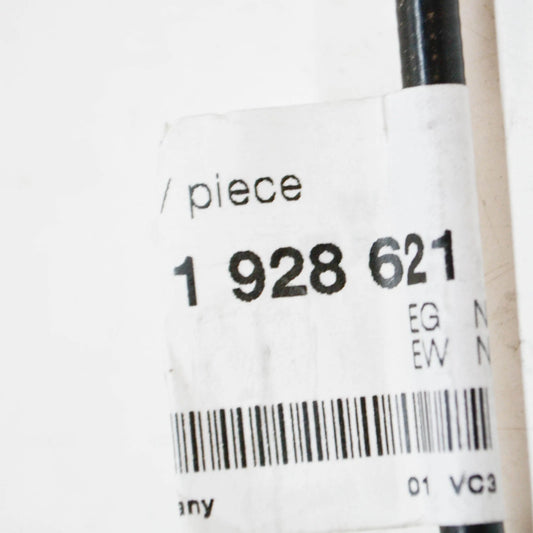 / piece
1 928 621
EG N
EW N
any 01 VC3